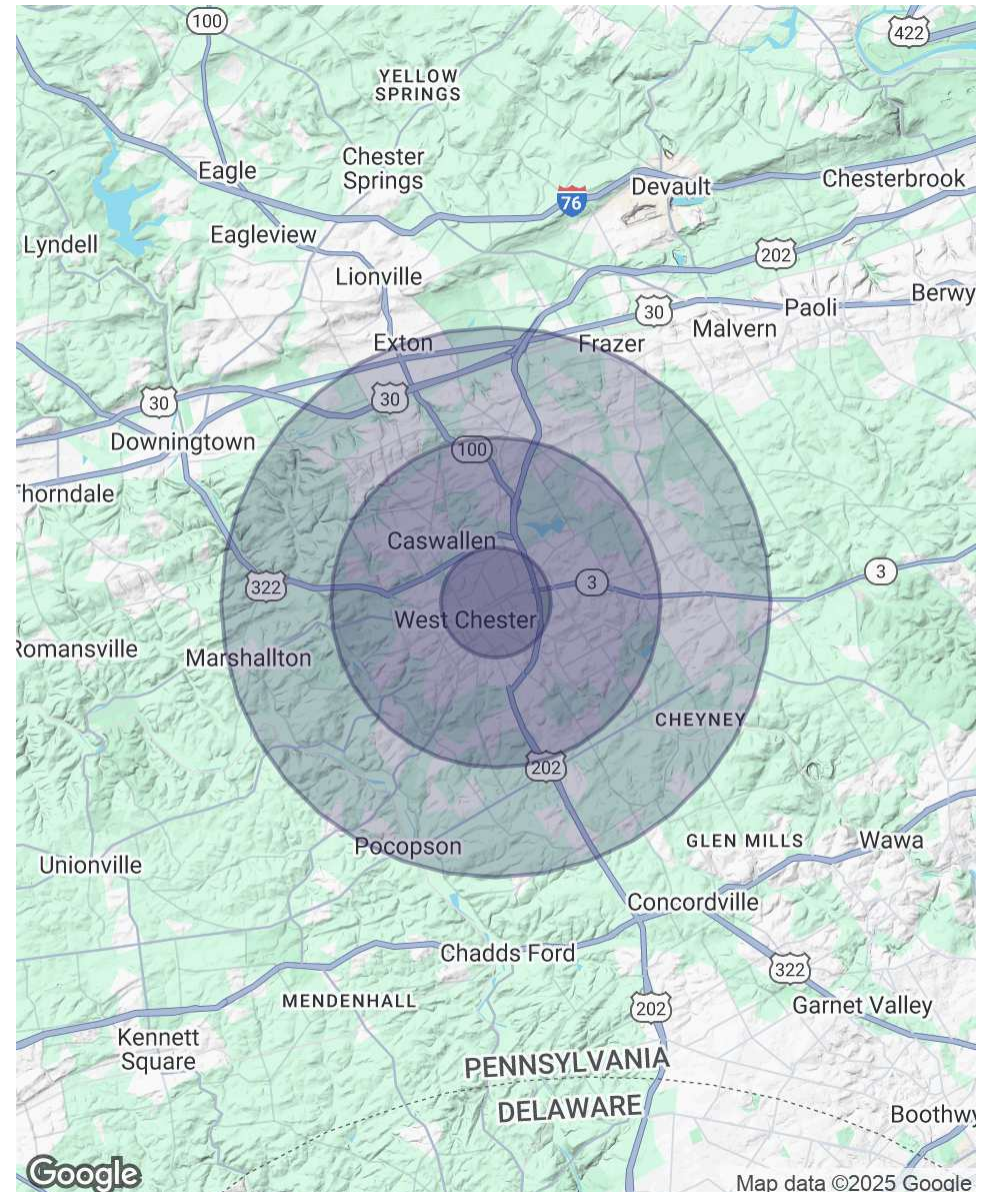 100
422
YELLOW
SPRINGS
Eagle
Chester
Springs
Devault
Chesterbrook
76
Lyndell
Eagleview
202
Lionville
Berwy
30
Paoli
Malvern
Exton
Frazer
30
30
Downingtown
100
Thorndale
Caswallen
3
322
3
West Chester
Romansville
Marshallton
CHEYNEY
202
Pocopson
GLEN MILLS
Wawa
Unionville
Concordville
Chadds Ford
322
MENDENHALL
202
Garnet Valley
Kennett
Square
PENNSYLVANIA
DELAWARE
Boothwy
Google
Map data ©2025 Google